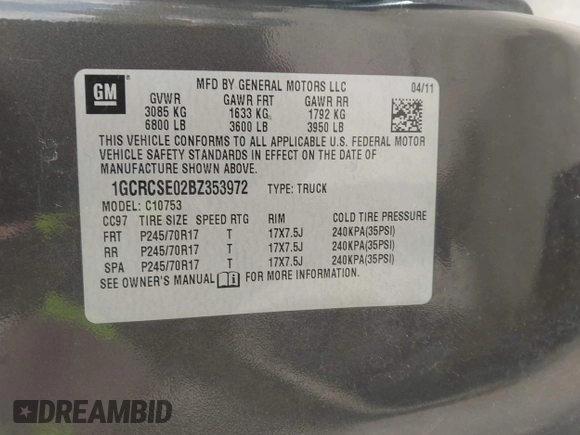 GM
MFD BY GENERAL MOTORS LLC 04/11
GVWR GAWR FRT GAWR RR
3085 KG 1633 KG 1792 KG
6800 LB 3600 LB 3950 LB
THIS VEHICLE CONFORMS TO ALL APPLICABLE U.S. FEDERAL MOTOR
VEHICLE SAFETY STANDARDS IN EFFECT ON THE DATE OF
MANUFACTURE SHOWN ABOVE.
1GCRCSE02BZ353972 TYPE: TRUCK
MODEL: C10753
CC97 TIRE SIZE SPEED RTG RIM COLD TIRE PRESSURE
FRT P245/70R17 T 17X7.5J 240KPA(35PSI)
RR P245/70R17 T 17X7.5J 240KPA(35PSI)
SPA P245/70R17 T 17X7.5J 240KPA(35PSI)
SEE OWNER'S MANUAL FOR MORE INFORMATION.
DREAMBID